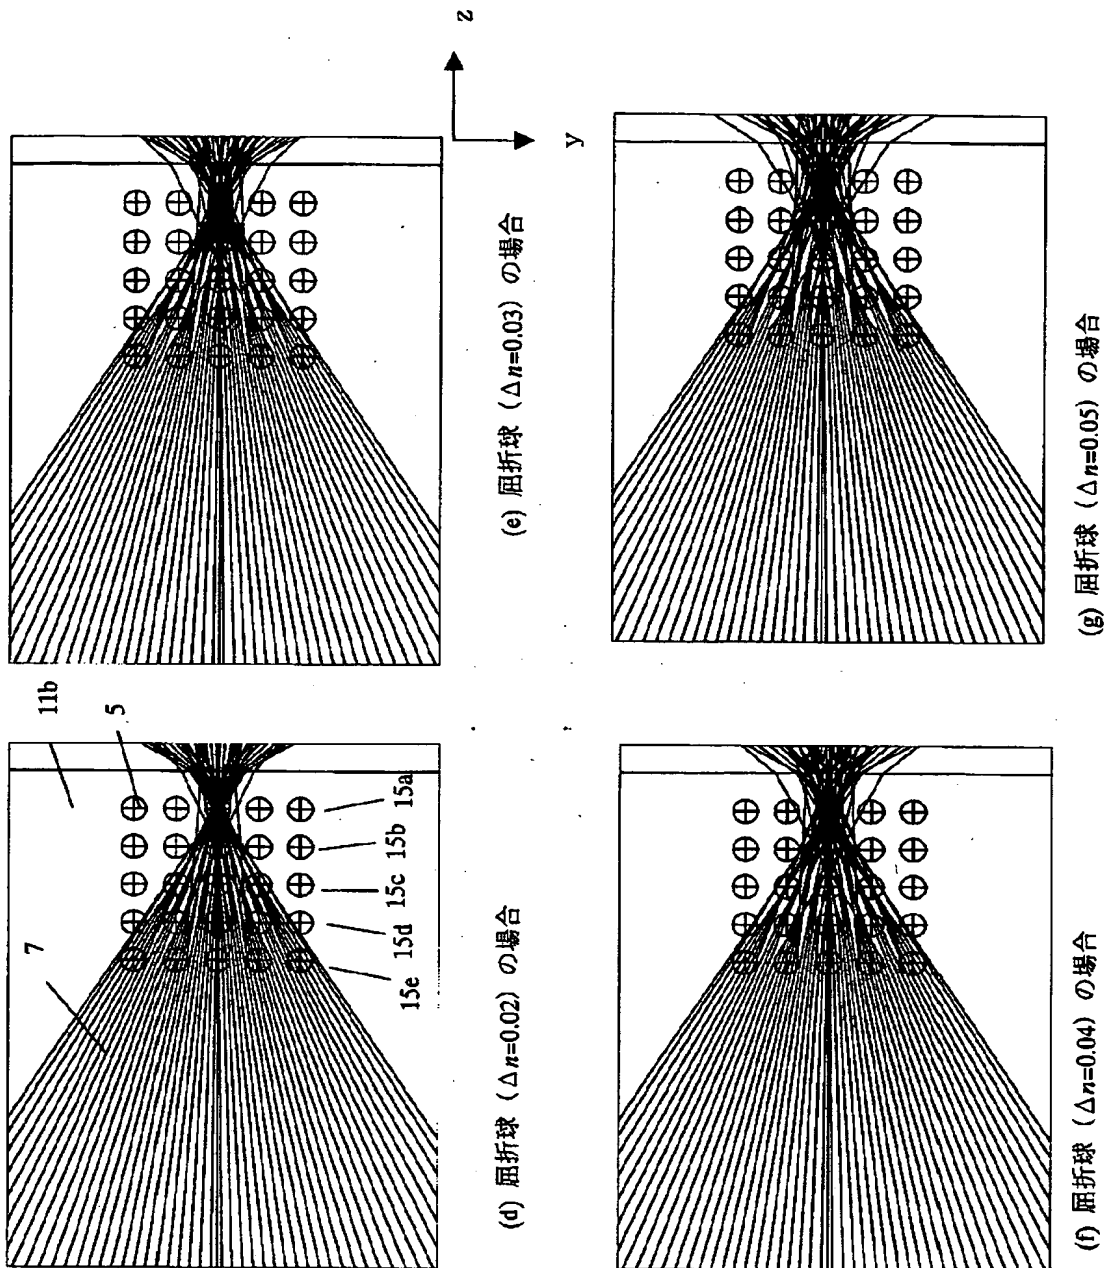 7
11b
5
15e
15d
15c
15b
15a
(d) 屈折球（Δn=0.02）の場合
z
y
(e) 屈折球（Δn=0.03）の場合
(f) 屈折球（Δn=0.04）の場合
(g) 屈折球（Δn=0.05）の場合